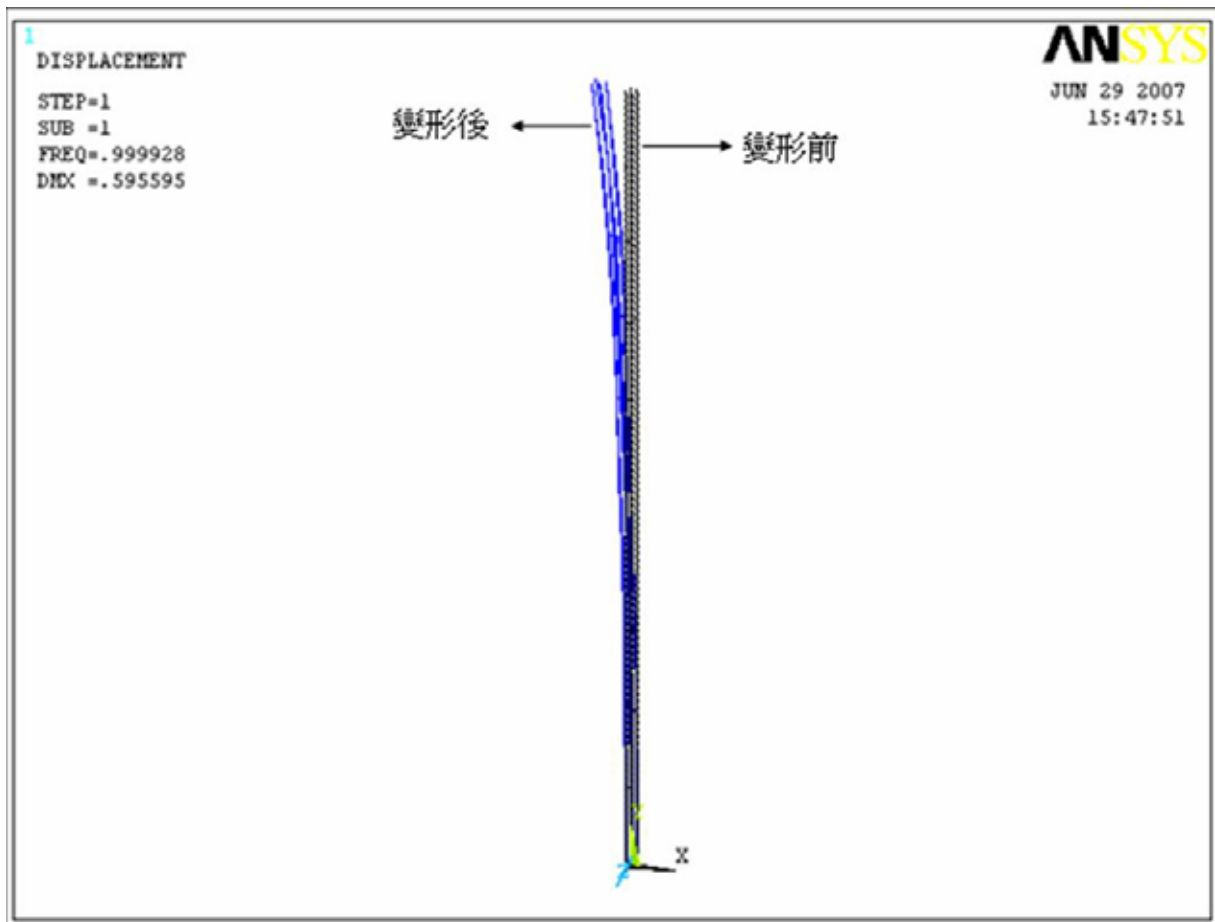 1
DISPLACEMENT
STEP=1
SUB =1
FREQ=.999928
DMX =.595595
ANSYS
JUN 29 2007
15:47:51
變形後
變形前
Y
X
Z